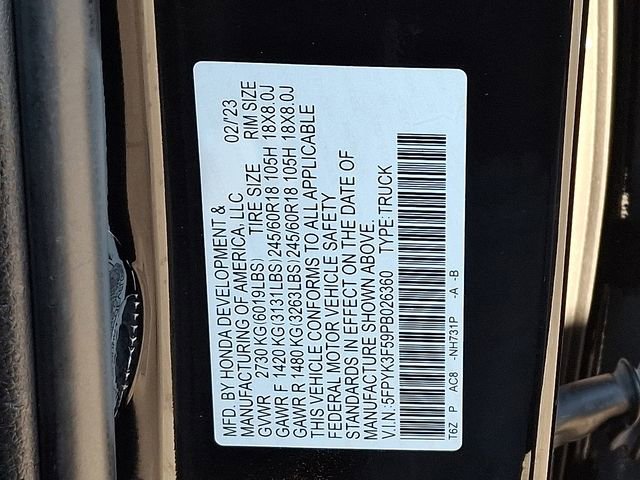 MFD. BY HONDA DEVELOPMENT &
MANUFACTURING OF AMERICA, LLC 02/'23
GVWR 2730 KG(6019LBS) TIRE SIZE RIM SIZE
GAWR F 1420 KG(3131LBS) 245/60R18 105H 18X8.0J
GAWR R 1480 KG(3263LBS) 245/60R18 105H 18X8.0J
THIS VEHICLE CONFORMS TO ALL APPLICABLE
FEDERAL MOTOR VEHICLE SAFETY
STANDARDS IN EFFECT ON THE DATE OF
MANUFACTURE SHOWN ABOVE.
V.I.N: 5FPYK3F59PB026360 TYPE: TRUCK
T6Z P AC8 -NH731P -A -B